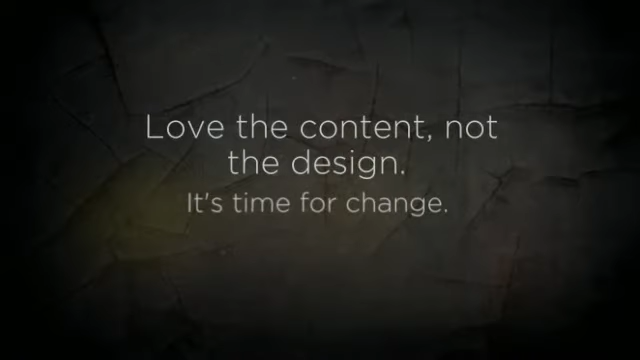 Love the content, not
the design.
It's time for change.